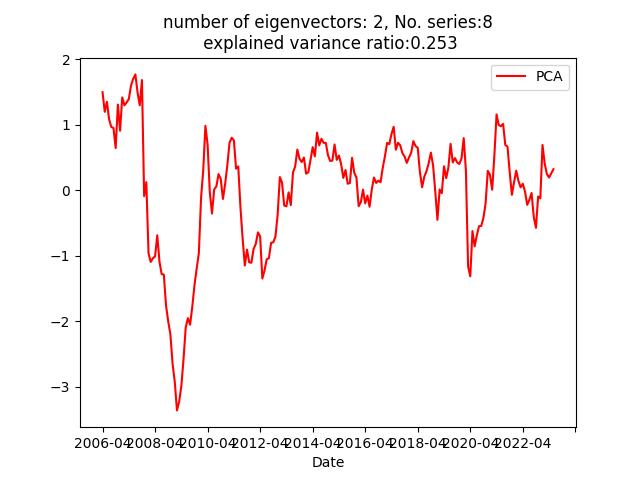 number of eigenvectors: 2, No. series:8
explained variance ratio:0.253
PCA
2
1
0
−1
−2
−3
2006-04 2008-04 2010-04 2012-04 2014-04 2016-04 2018-04 2020-04 2022-04
Date